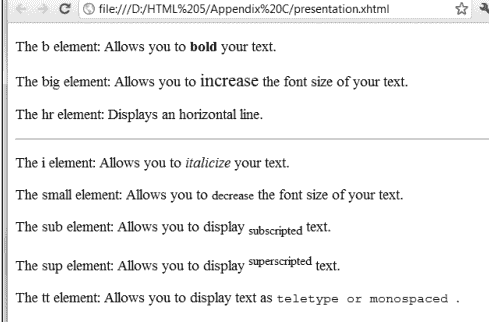 file:///D:/HTML%205/Appendix%20C/presentation.xhtml
The b element: Allows you to bold your text.
The big element: Allows you to increase the font size of your text.
The hr element: Displays an horizontal line.
The i element: Allows you to italicize your text.
The small element: Allows you to decrease the font size of your text.
The sub element: Allows you to display subscripted text.
The sup element: Allows you to display superscripted text.
The tt element: Allows you to display text as teletype or monospaced .